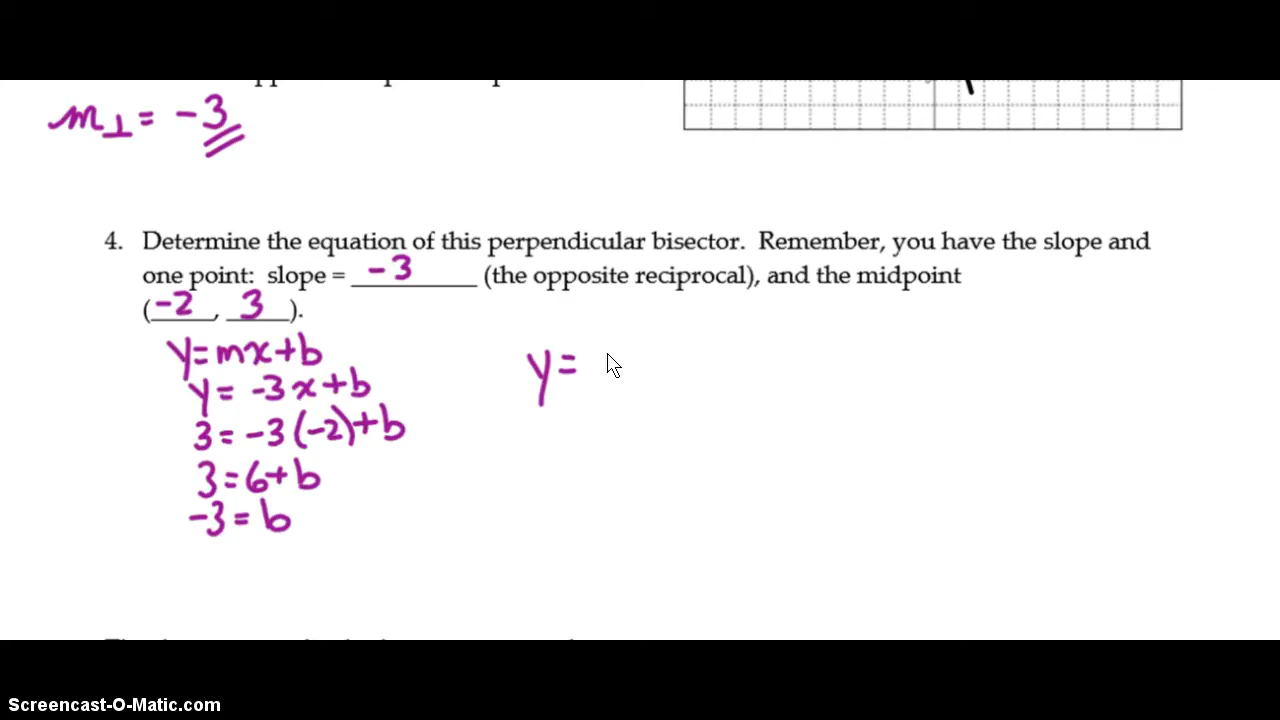 m⊥ = -3
4. Determine the equation of this perpendicular bisector. Remember, you have the slope and
one point: slope = -3 (the opposite reciprocal), and the midpoint
(-2, 3).
y=mx+b
y= -3x+b
3= -3(-2)+b
3=6+b
-3=b
y=
Screencast-O-Matic.com